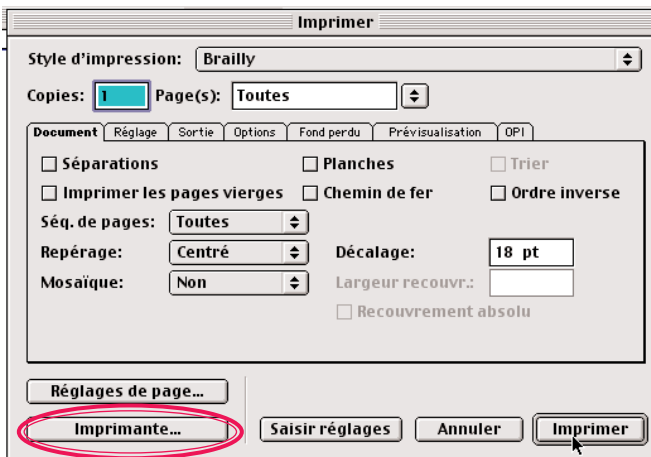 Imprimer
Style d'impression: Brailly
Copies: 1 Page(s): Toutes
Document Réglage Sortie Options Fond perdu Prévisualisation OPI
Séparations Planches Trier
Imprimer les pages vierges Chemin de fer Ordre inverse
Séq. de pages: Toutes
Repérage: Centré Décalage: 18 pt
Mosaïque: Non Largeur recouvr.:
Recouvrement absolu
Réglages de page...
Imprimante... Saisir réglages Annuler Imprimer